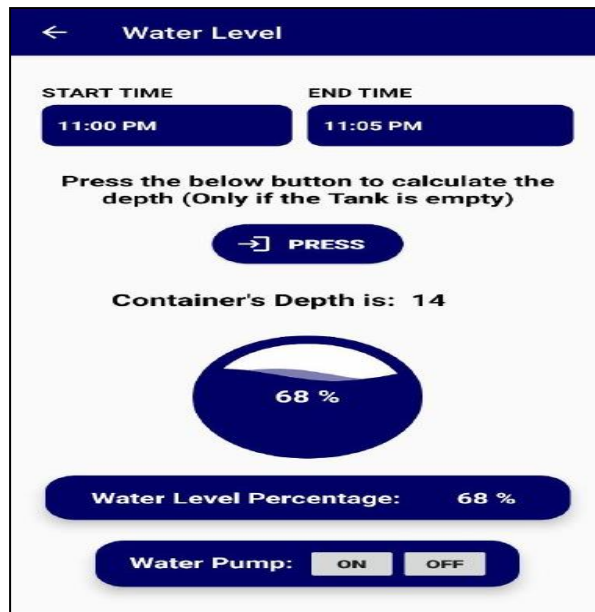 Water Level
START TIME
END TIME
11:00 PM
11:05 PM
Press the below button to calculate the
depth (Only if the Tank is empty)
PRESS
Container's Depth is: 14
68 %
Water Level Percentage: 68 %
Water Pump: ON OFF